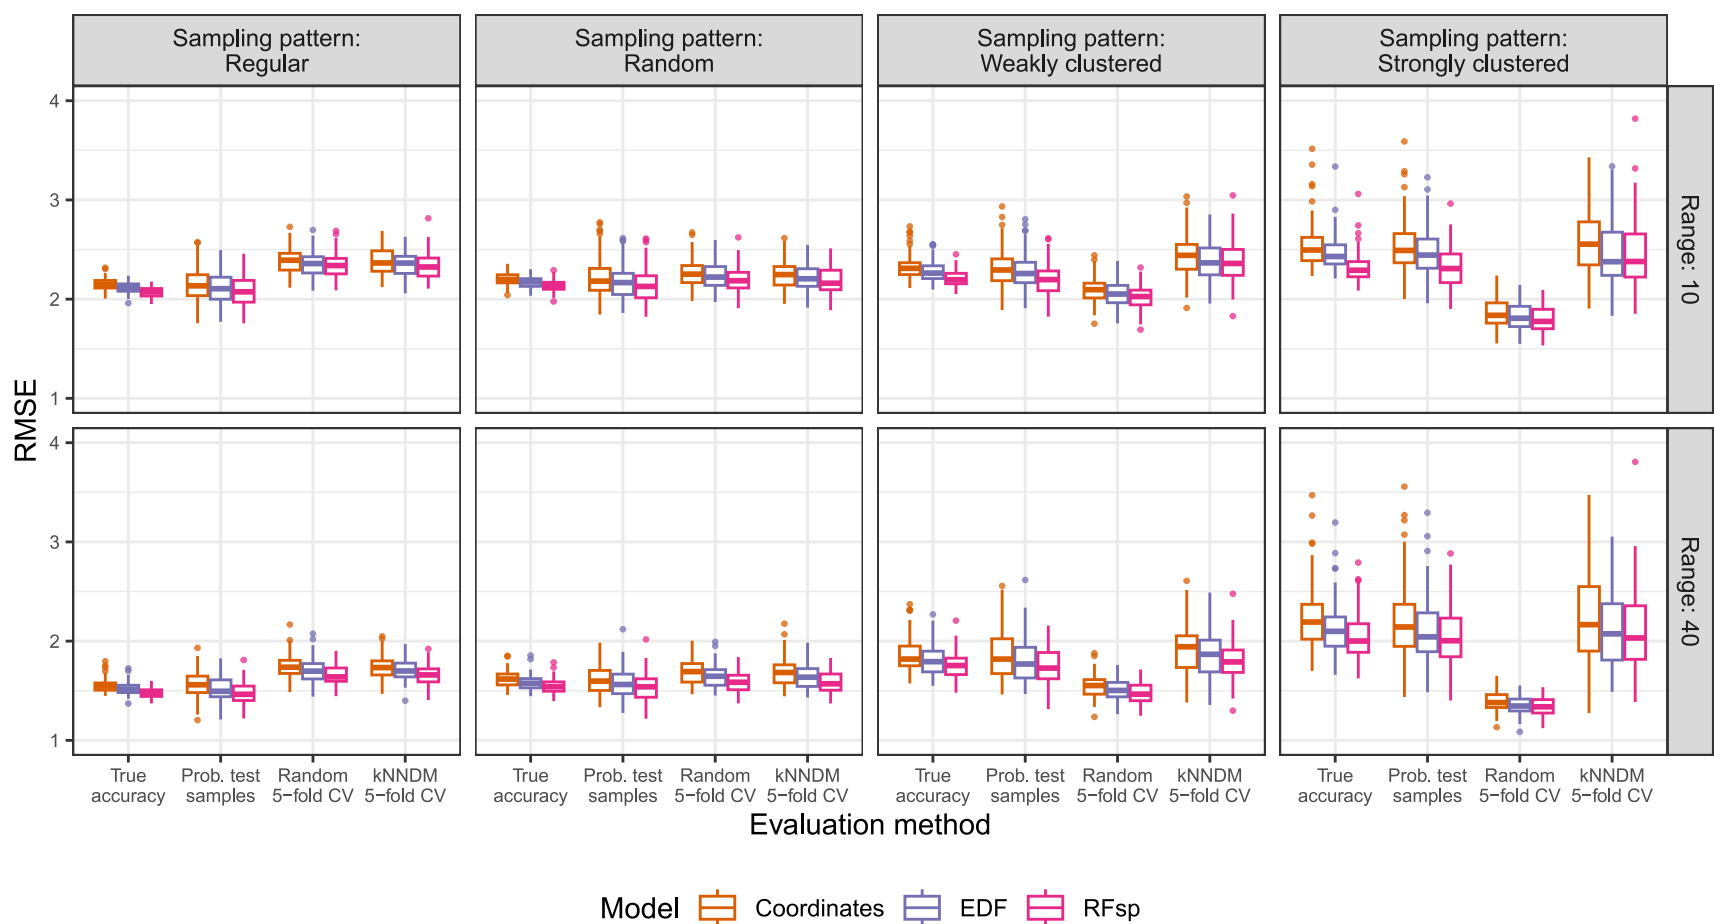 Sampling pattern:
Regular
Sampling pattern:
Random
Sampling pattern:
Weakly clustered
Sampling pattern:
Strongly clustered
4
3
2
1
Range: 10
RMSE
4
3
2
1
Range: 40
True
accuracy
Prob. test
samples
Random
5−fold CV
kNNDM
5−fold CV
True
accuracy
Prob. test
samples
Random
5−fold CV
kNNDM
5−fold CV
True
accuracy
Prob. test
samples
Random
5−fold CV
kNNDM
5−fold CV
True
accuracy
Prob. test
samples
Random
5−fold CV
kNNDM
5−fold CV
Evaluation method
Model Coordinates EDF RFsp